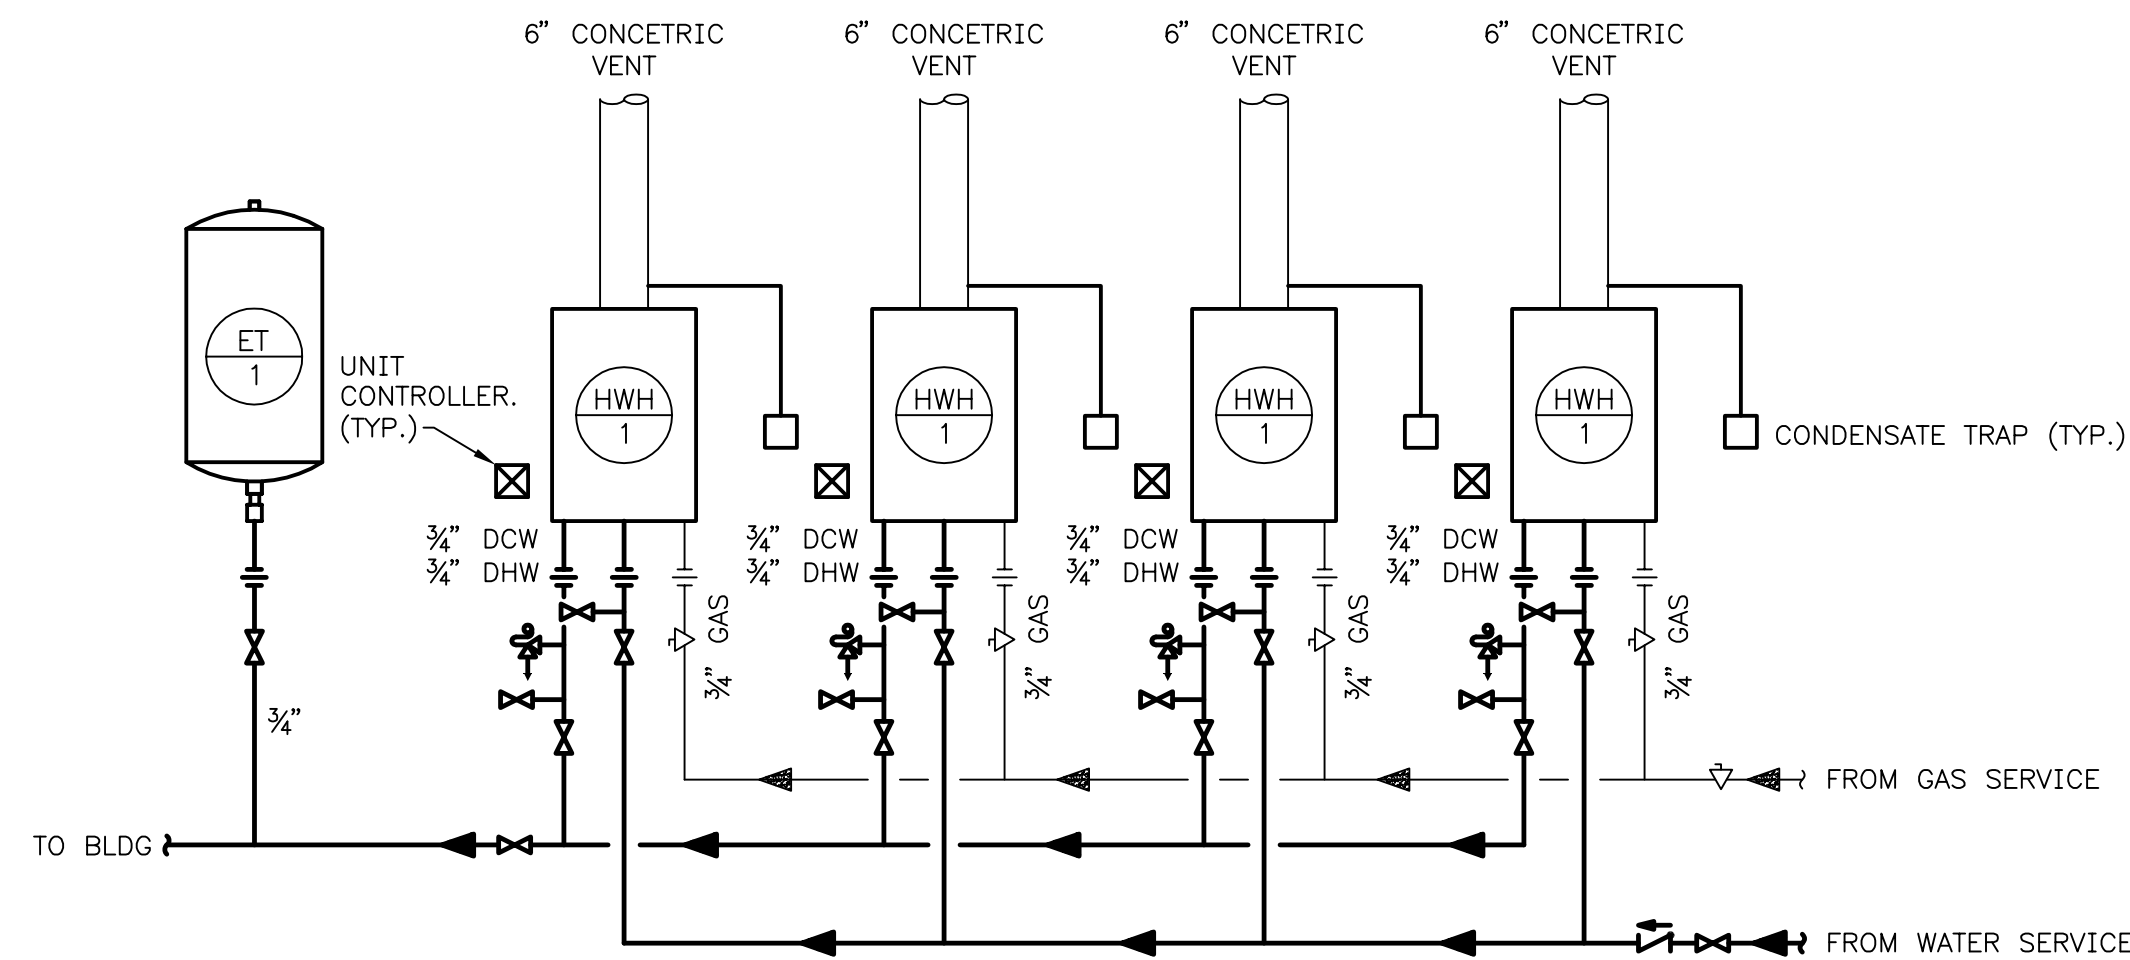 6" CONCETRIC
VENT
6" CONCETRIC
VENT
6" CONCETRIC
VENT
6" CONCETRIC
VENT
ET
1
UNIT
CONTROLLER.
(TYP.)
HWH
1
HWH
1
HWH
1
HWH
1
CONDENSATE TRAP (TYP.)
3/4" DCW
3/4" DHW
3/4" DCW
3/4" DHW
3/4" DCW
3/4" DHW
3/4" DCW
3/4" DHW
3/4" GAS
3/4" GAS
3/4" GAS
3/4" GAS
3/4"
FROM GAS SERVICE
TO BLDG
FROM WATER SERVICE